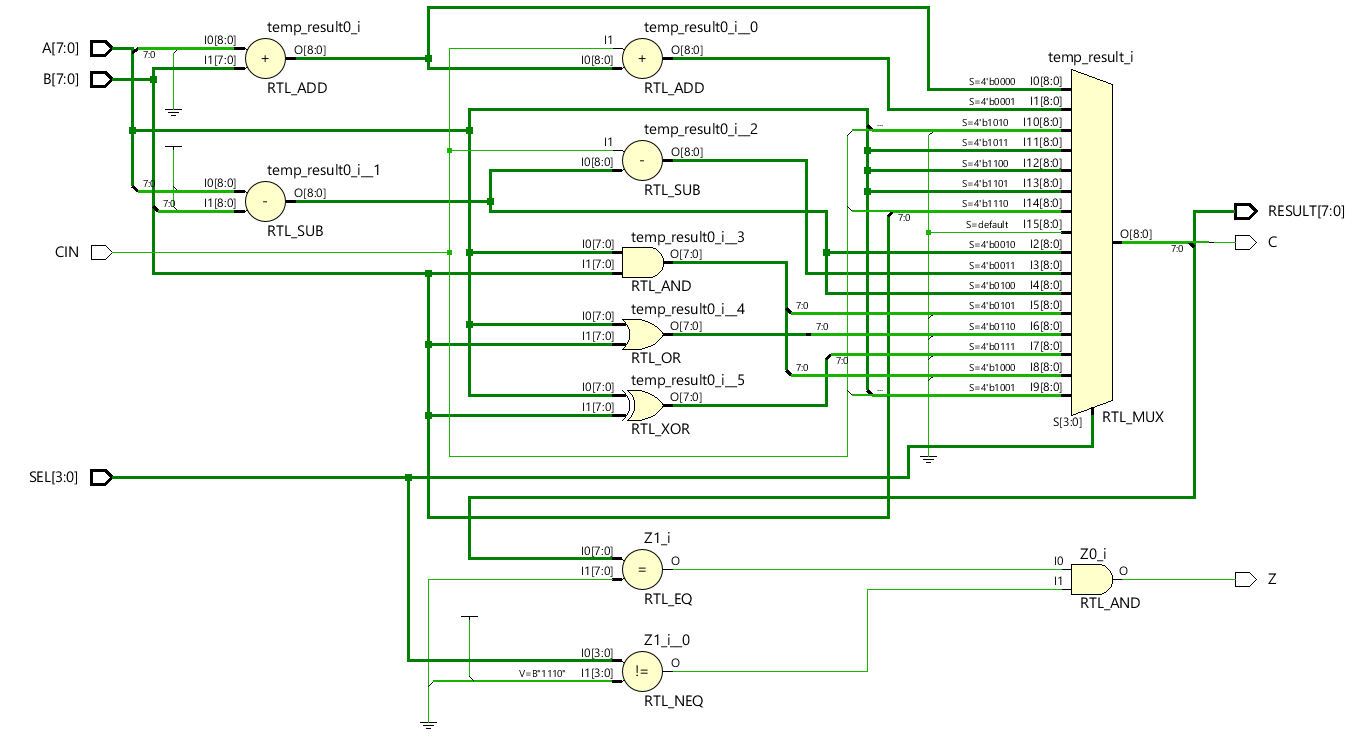 temp_result0_i
temp_result0_i__0
A[7:0]
7:0
I0[8:0]
I1[7:0]
+
O[8:0]
RTL_ADD
I1
I0[8:0]
+
O[8:0]
RTL_ADD
temp_result_i
B[7:0]
S=4'b0000 I0[8:0]
S=4'b0001 I1[8:0]
... S=4'b1010 I10[8:0]
S=4'b1011 I11[8:0]
S=4'b1100 I12[8:0]
S=4'b1101 I13[8:0]
S=4'b1110 I14[8:0]
7:0
S=default I15[8:0]
S=4'b0010 I2[8:0]
S=4'b0011 I3[8:0]
S=4'b0100 I4[8:0]
S=4'b0101 I5[8:0]
S=4'b0110 I6[8:0]
S=4'b0111 I7[8:0]
S=4'b1000 I8[8:0]
... S=4'b1001 I9[8:0]
S[3:0]
RTL_MUX
O[8:0]
7:0
RESULT[7:0]
C
temp_result0_i__1
7:0 I0[8:0]
7:0 I1[8:0]
-
O[8:0]
RTL_SUB
temp_result0_i__2
I1
I0[8:0]
-
O[8:0]
RTL_SUB
CIN
temp_result0_i__3
I0[7:0]
I1[7:0]
O[7:0]
RTL_AND
7:0
temp_result0_i__4
I0[7:0]
I1[7:0]
O[7:0]
RTL_OR
7:0
temp_result0_i__5
I0[7:0]
I1[7:0]
O[7:0]
RTL_XOR
7:0
7:0
SEL[3:0]
Z1_i
I0[7:0]
I1[7:0]
=
O
RTL_EQ
Z0_i
I0
I1
O
RTL_AND
Z
Z1_i__0
I0[3:0]
V=B"1110" I1[3:0]
!=
O
RTL_NEQ